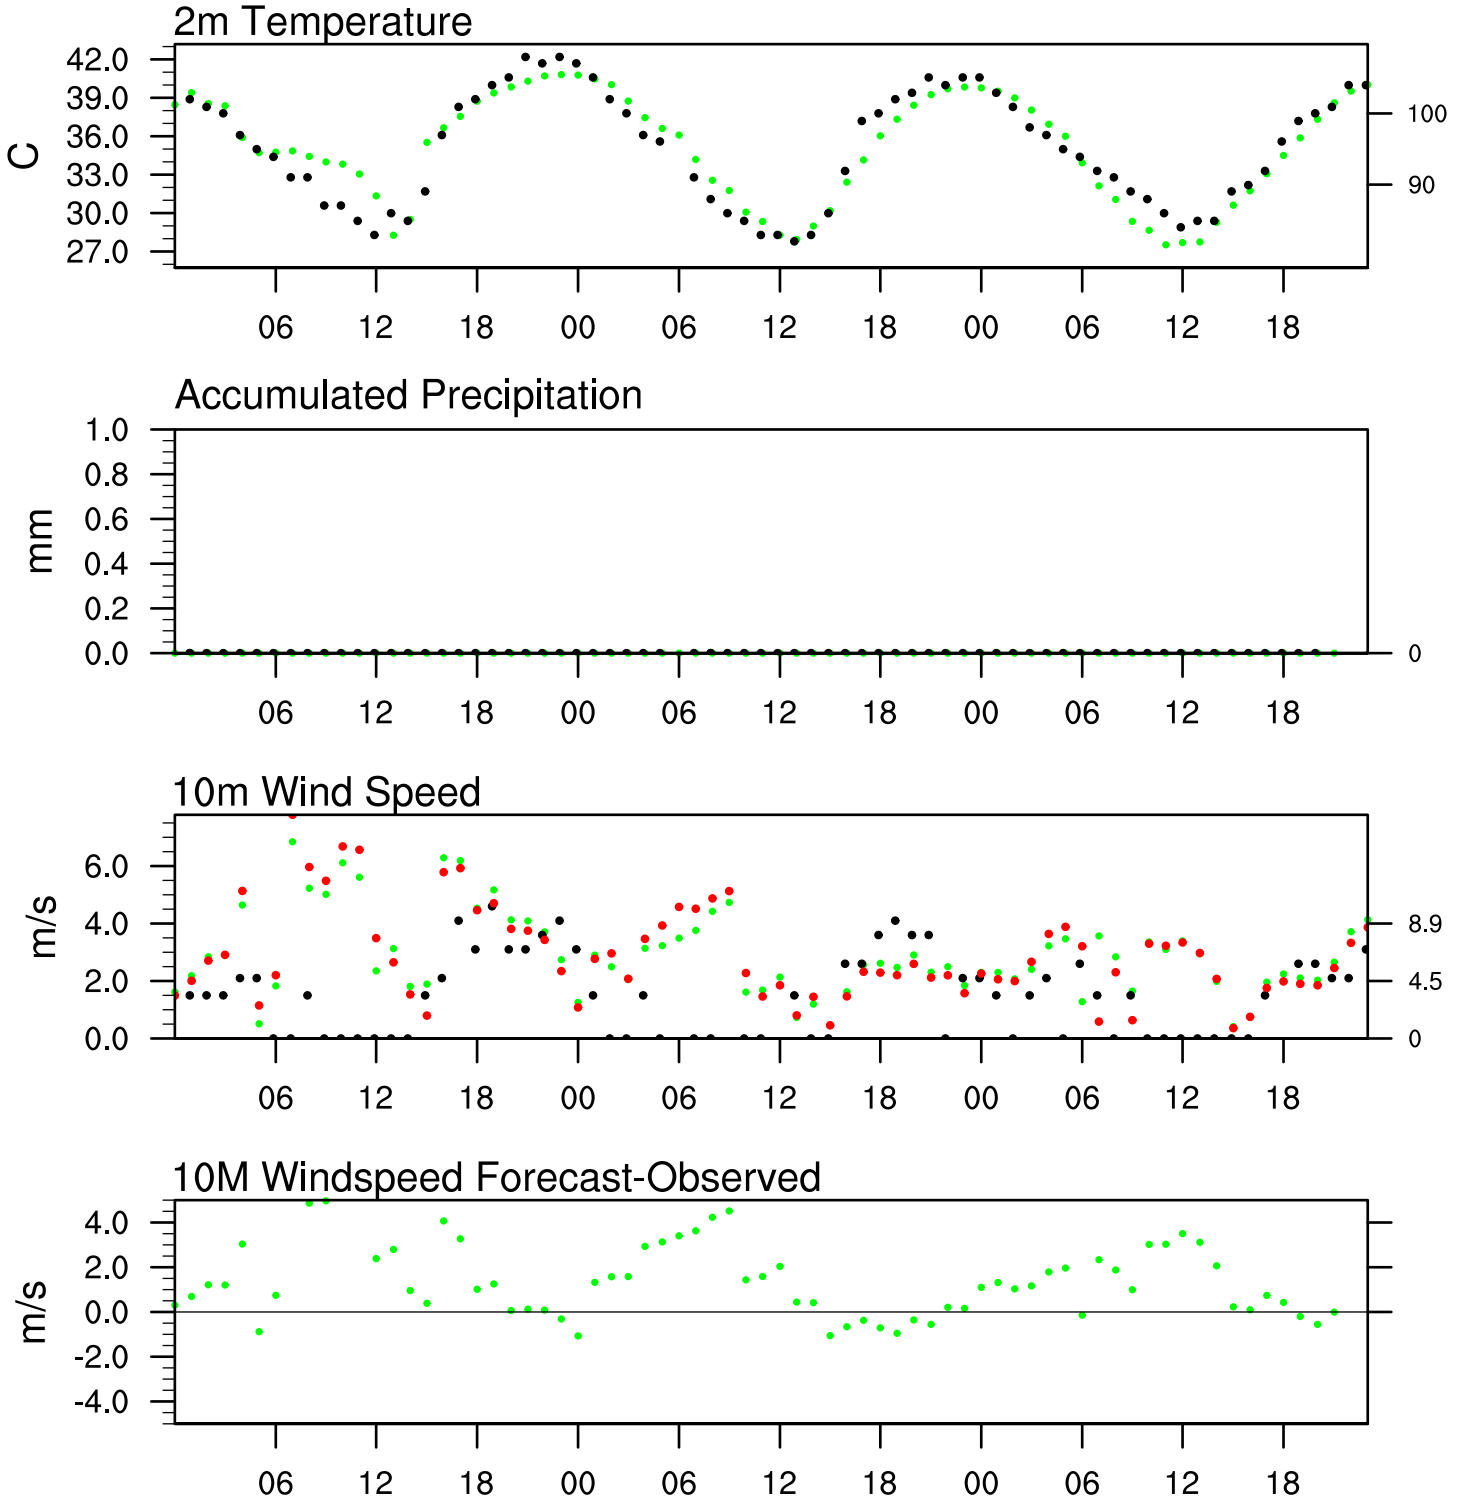 2m Temperature
42.0
39.0
36.0
33.0
30.0
27.0
C
100
90
06 12 18 00 06 12 18 00 06 12 18
Accumulated Precipitation
1.0
0.8
0.6
0.4
0.2
0.0
mm
0
06 12 18 00 06 12 18 00 06 12 18
10m Wind Speed
6.0
4.0
2.0
0.0
m/s
8.9
4.5
0
06 12 18 00 06 12 18 00 06 12 18
10M Windspeed Forecast-Observed
4.0
2.0
0.0
-2.0
-4.0
m/s
06 12 18 00 06 12 18 00 06 12 18